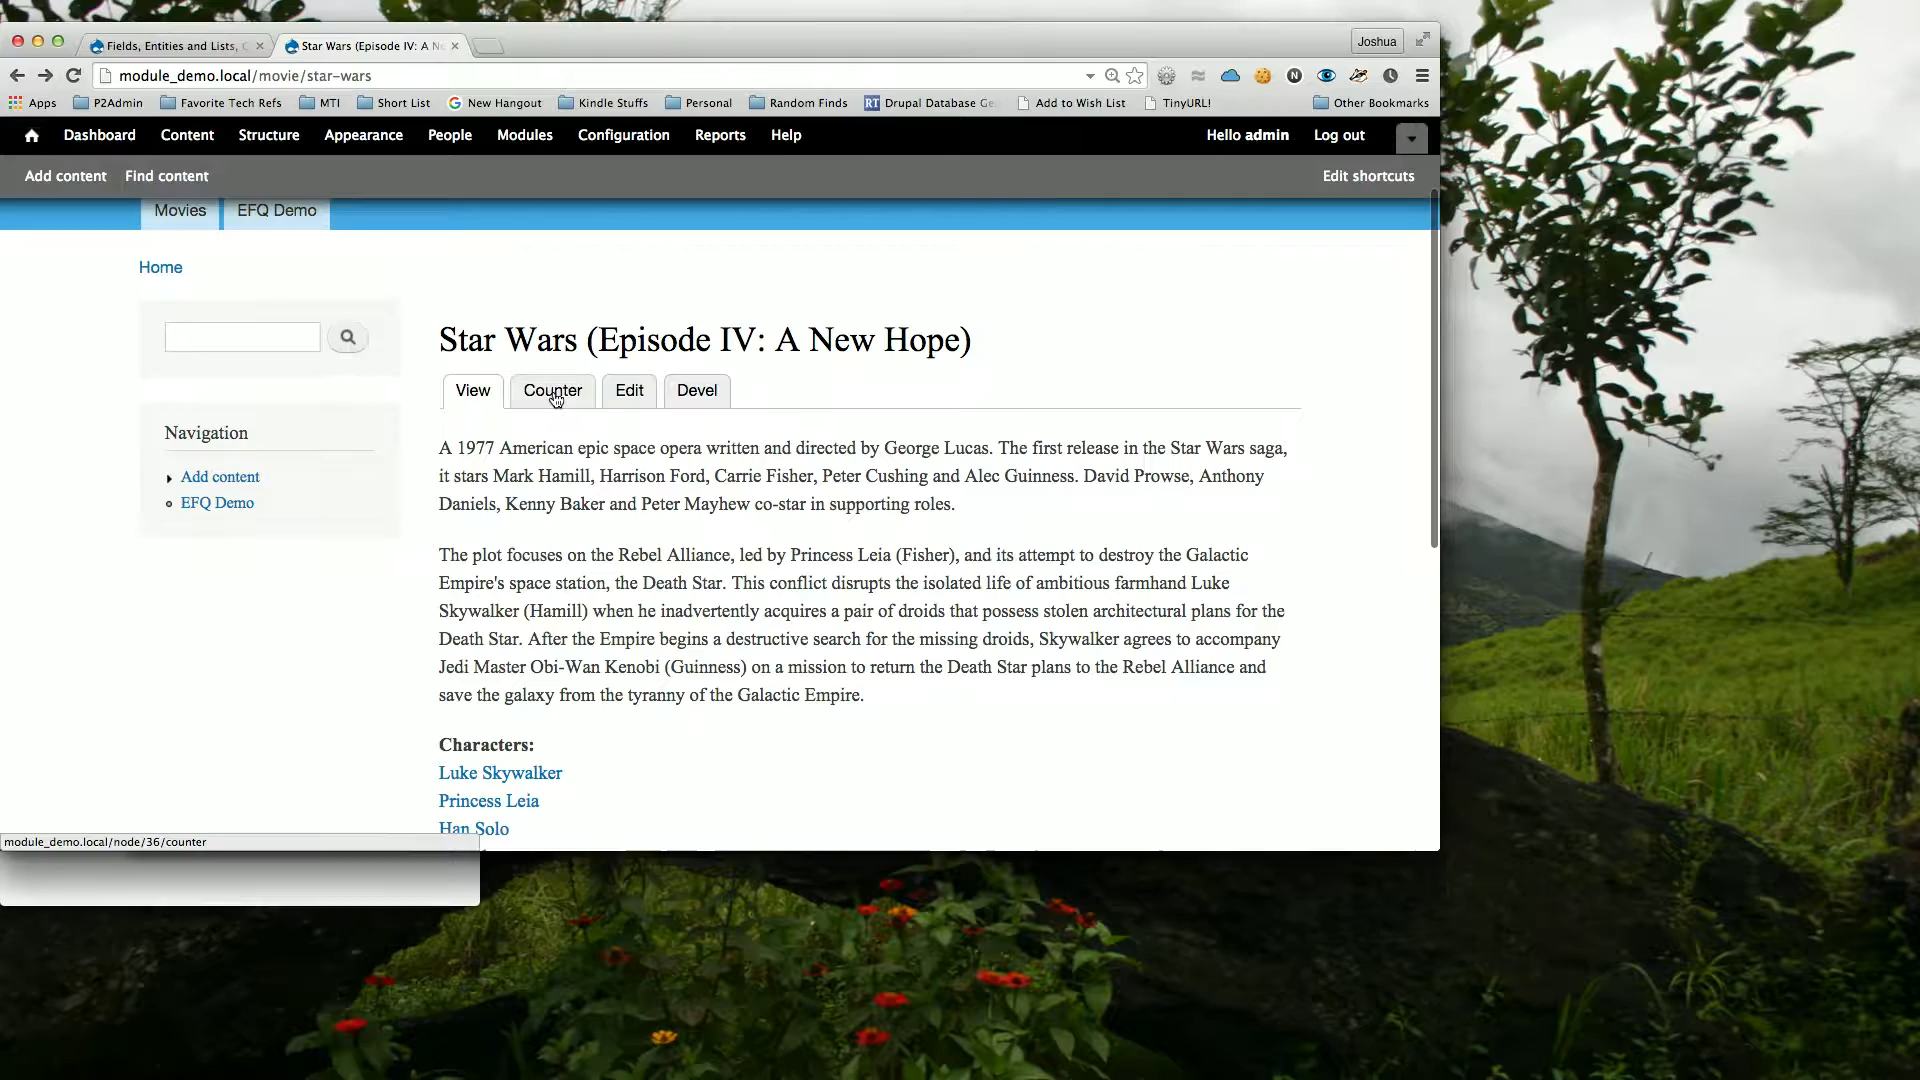 Fields, Entities and Lists, C
Star Wars (Episode IV: A Ne
Joshua
module_demo.local/movie/star-wars
N
Apps
P2Admin
Favorite Tech Refs
MTI
Short List
G New Hangout
Kindle Stuffs
Personal
Random Finds
RT Drupal Database Ge
Add to Wish List
TinyURL!
Other Bookmarks
Dashboard Content Structure Appearance People Modules Configuration Reports Help
Hello admin Log out
Add content Find content
Edit shortcuts
Movies EFQ Demo
Home
Star Wars (Episode IV: A New Hope)
View Counter Edit Devel
Navigation
Add content
EFQ Demo
A 1977 American epic space opera written and directed by George Lucas. The first release in the Star Wars saga,
it stars Mark Hamill, Harrison Ford, Carrie Fisher, Peter Cushing and Alec Guinness. David Prowse, Anthony
Daniels, Kenny Baker and Peter Mayhew co-star in supporting roles.
The plot focuses on the Rebel Alliance, led by Princess Leia (Fisher), and its attempt to destroy the Galactic
Empire's space station, the Death Star. This conflict disrupts the isolated life of ambitious farmhand Luke
Skywalker (Hamill) when he inadvertently acquires a pair of droids that possess stolen architectural plans for the
Death Star. After the Empire begins a destructive search for the missing droids, Skywalker agrees to accompany
Jedi Master Obi-Wan Kenobi (Guinness) on a mission to return the Death Star plans to the Rebel Alliance and
save the galaxy from the tyranny of the Galactic Empire.
Characters:
Luke Skywalker
Princess Leia
Han Solo
module_demo.local/node/36/counter